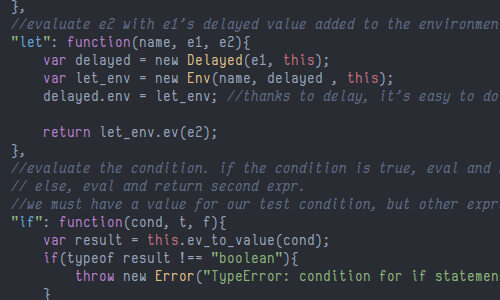 },
//evaluate e2 with e1's delayed value added to the environmen
"let": function(name, e1, e2){
var delayed = new Delayed(e1, this);
var let_env = new Env(name, delayed , this);
delayed.env = let_env; //thanks to delay, it's easy to do
return let_env.ev(e2);
},
//evaluate the condition. if the condition is true, eval and
// else, eval and return second expr.
//we must have a value for our test condition, but other expr
"if": function(cond, t, f){
var result = this.ev_to_value(cond);
if(typeof result !== "boolean"){
throw new Error("TypeError: condition for if statemen
}